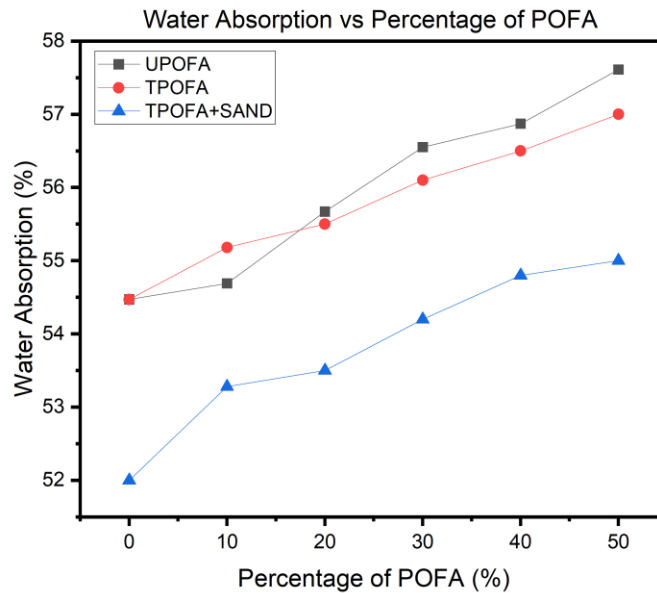 Water Absorption vs Percentage of POFA
58
57
56
55
54
53
52
UPOFA
TPOFA
TPOFA+SAND
Water Absorption (%)
0 10 20 30 40 50
Percentage of POFA (%)